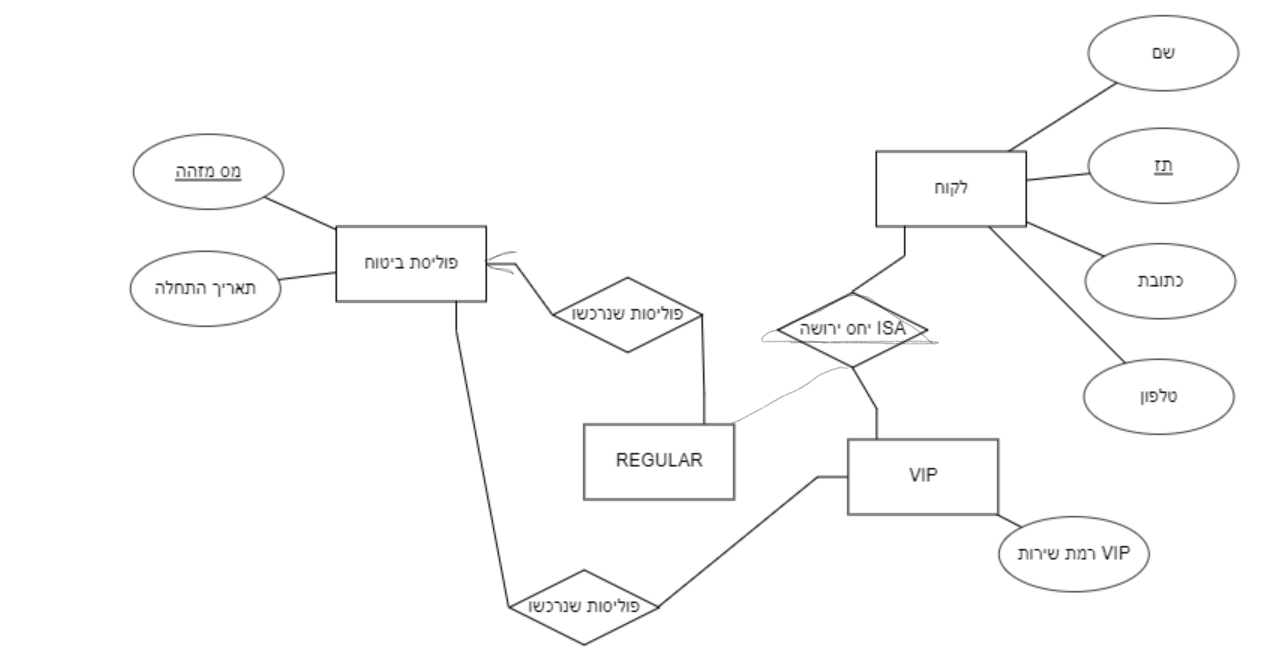 שם
מס מזהה
תז
לקוח
פוליסת ביטוח
כתובת
תאריך התחלה
פוליסות שנרכשו
ISA יחס ירושה
טלפון
REGULAR
VIP
VIP רמת שירות
פוליסות שנרכשו